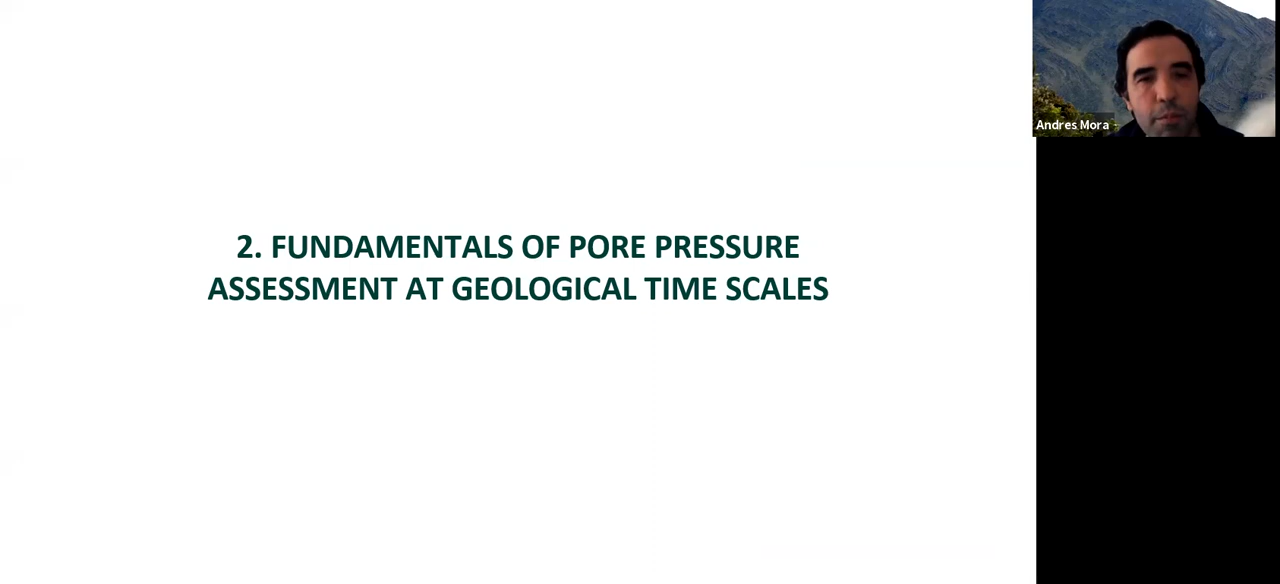 2. FUNDAMENTALS OF PORE PRESSURE
ASSESSMENT AT GEOLOGICAL TIME SCALES
Andres Mora